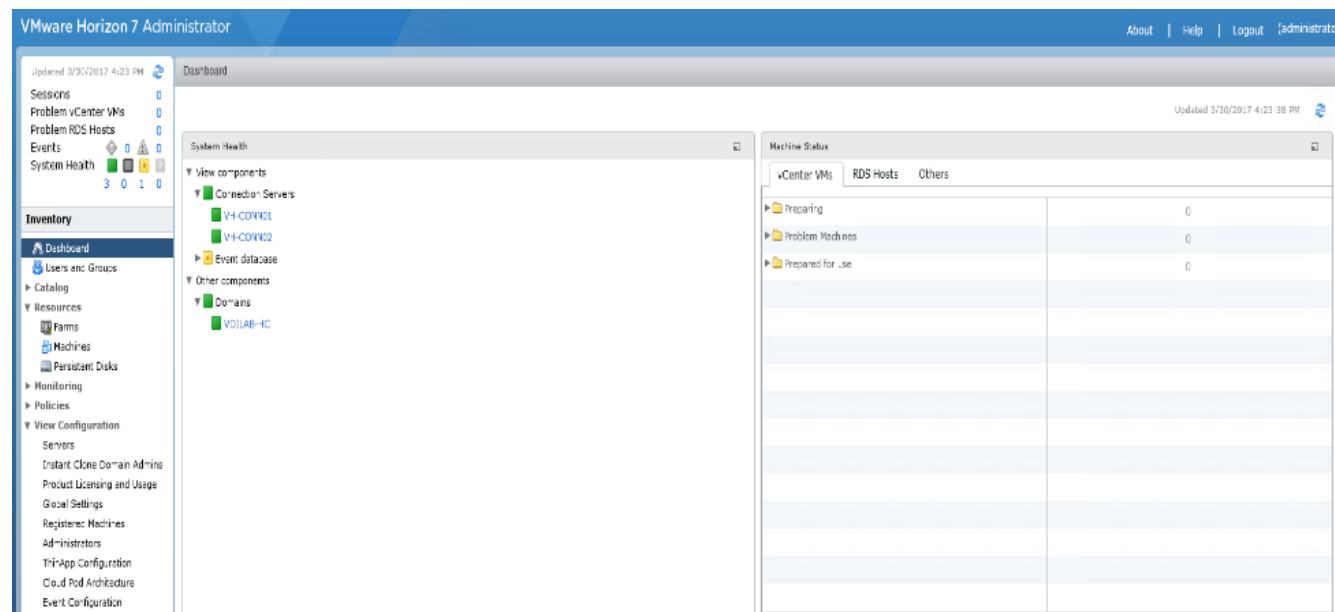 VMware Horizon 7 Administrator
About | Help | Logout (administrato
Updated 3/30/2017 4:23 PM
Sessions 0
Problem vCenter VMs 0
Problem RDS Hosts 0
Events 0 0
System Health
3 0 1 0
Inventory
Dashboard
Users and Groups
Catalog
Resources
Farms
Machines
Persistent Disks
Monitoring
Policies
View Configuration
Servers
Instant Clone Domain Admins
Product Licensing and Usage
Global Settings
Registered Machines
Administrators
ThinApp Configuration
Cloud Pod Architecture
Event Configuration
Dashboard
Updated 3/30/2017 4:23:38 PM
System Health
View components
Connection Servers
VH-CONN01
VH-CONN02
Event database
Other components
Domains
VDILAB-HC
Machine Status
vCenter VMs RDS Hosts Others
Preparing 0
Problem Machines 0
Prepared for use 0